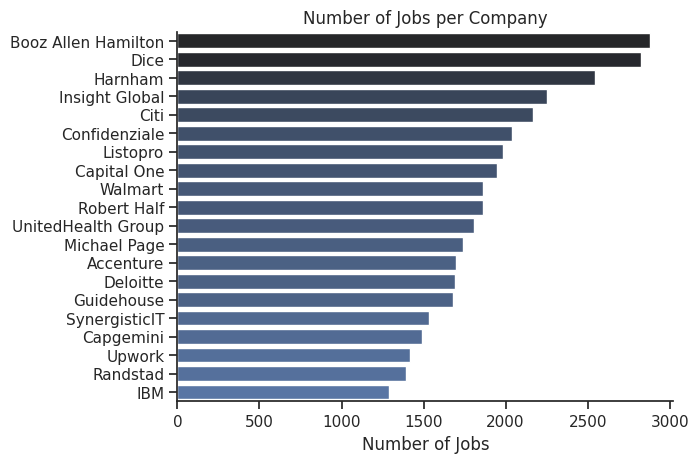 Number of Jobs per Company
Booz Allen Hamilton
Dice
Harnham
Insight Global
Citi
Confidenziale
Listopro
Capital One
Walmart
Robert Half
UnitedHealth Group
Michael Page
Accenture
Deloitte
Guidehouse
SynergisticIT
Capgemini
Upwork
Randstad
IBM
0 500 1000 1500 2000 2500 3000
Number of Jobs